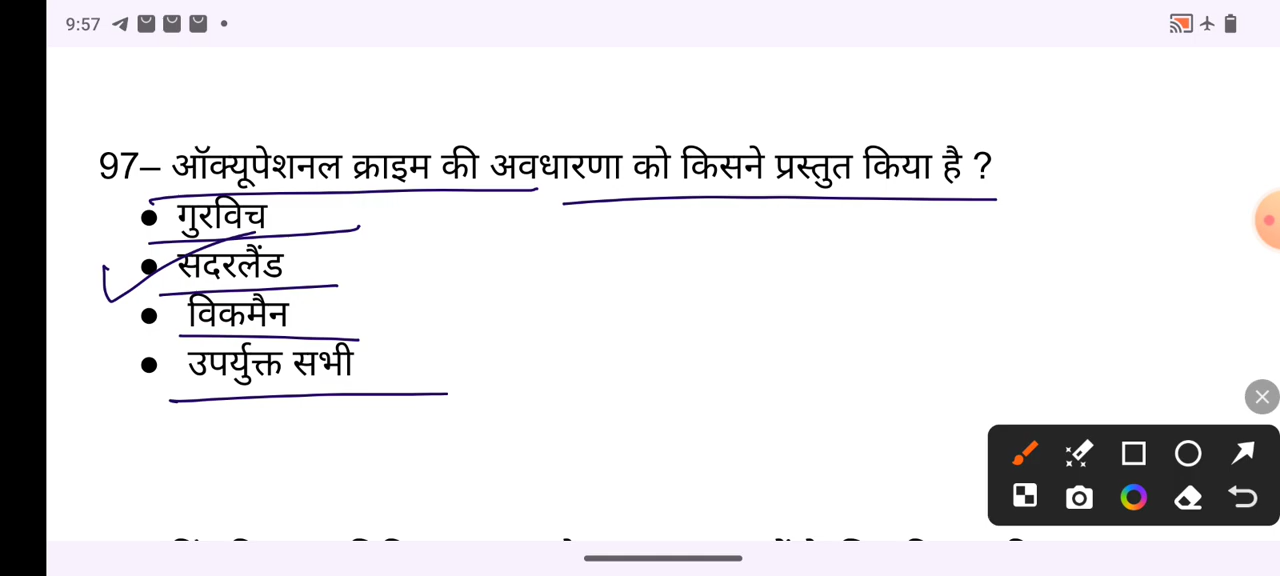 9:57
97– ऑक्यूपेशनल क्राइम की अवधारणा को किसने प्रस्तुत किया है ?
● गुरविच
● सदरलैंड
● विकमैन
● उपर्युक्त सभी